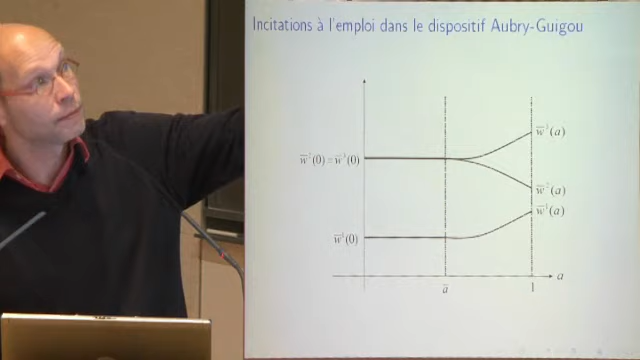 Incitations à l'emploi dans le dispositif Aubry-Guigou
w̅³(a)
w̅²(0) = w̅³(0)
w̅²(a)
w̅¹(a)
w̅¹(0)
a
a̅
1